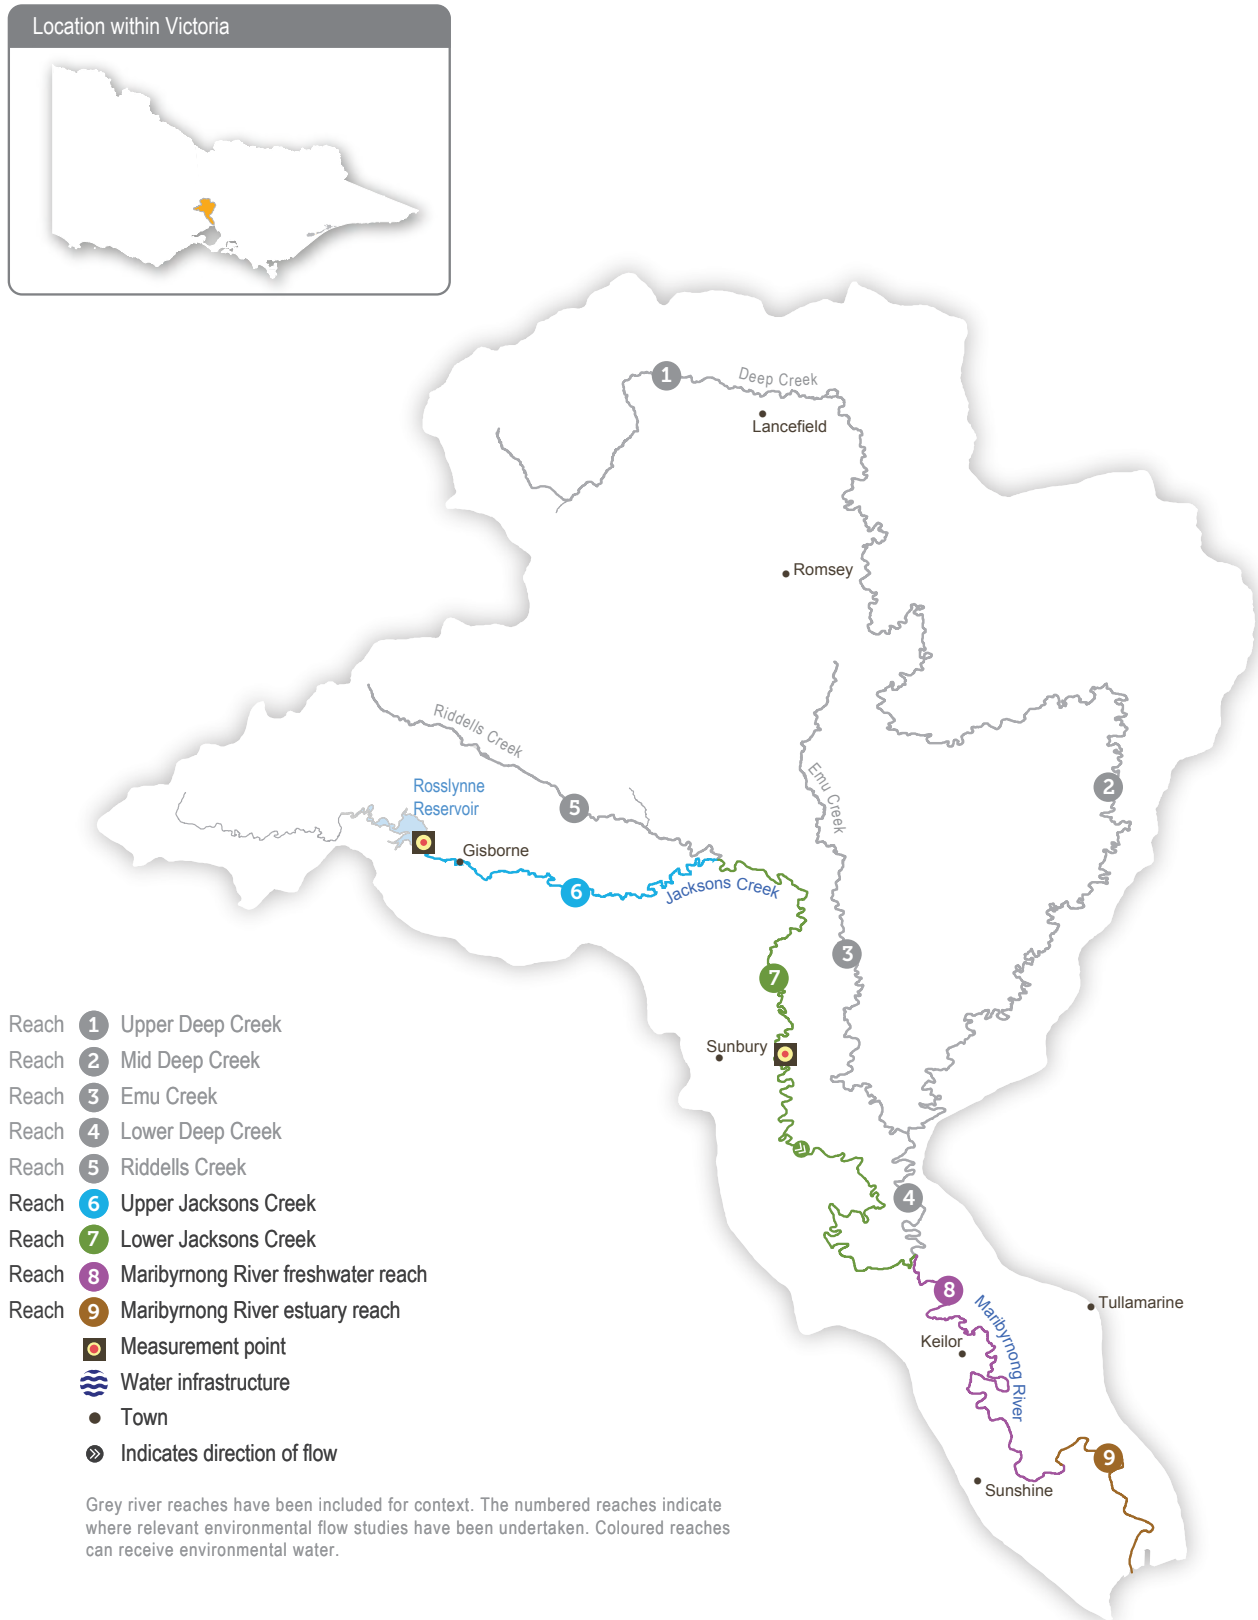 Location within Victoria
1
Deep Creek
Lancefield
Romsey
Riddells Creek
Emu Creek
2
Rosslynne
Reservoir
5
Gisborne
6
Jacksons Creek
3
7
Sunbury
4
8
Maribyrnong River
Tullamarine
Keilor
9
Sunshine
Reach 1 Upper Deep Creek
Reach 2 Mid Deep Creek
Reach 3 Emu Creek
Reach 4 Lower Deep Creek
Reach 5 Riddells Creek
Reach 6 Upper Jacksons Creek
Reach 7 Lower Jacksons Creek
Reach 8 Maribyrnong River freshwater reach
Reach 9 Maribyrnong River estuary reach
Measurement point
Water infrastructure
Town
Indicates direction of flow
Grey river reaches have been included for context. The numbered reaches indicate
where relevant environmental flow studies have been undertaken. Coloured reaches
can receive environmental water.